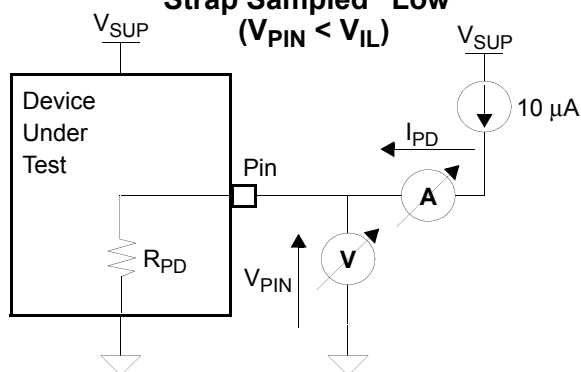 Strap Sampled "Low"
(VPIN < VIL)
VSUP
VSUP
Device
Under
Test
10 μA
IPD
Pin
A
RPD
VPIN
V